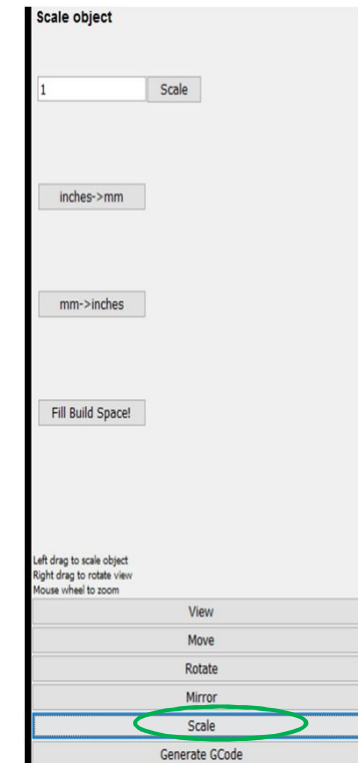 Scale object
1 Scale
inches->mm
mm->inches
Fill Build Space!
Left drag to scale object
Right drag to rotate view
Mouse wheel to zoom
View
Move
Rotate
Mirror
Scale
Generate GCode